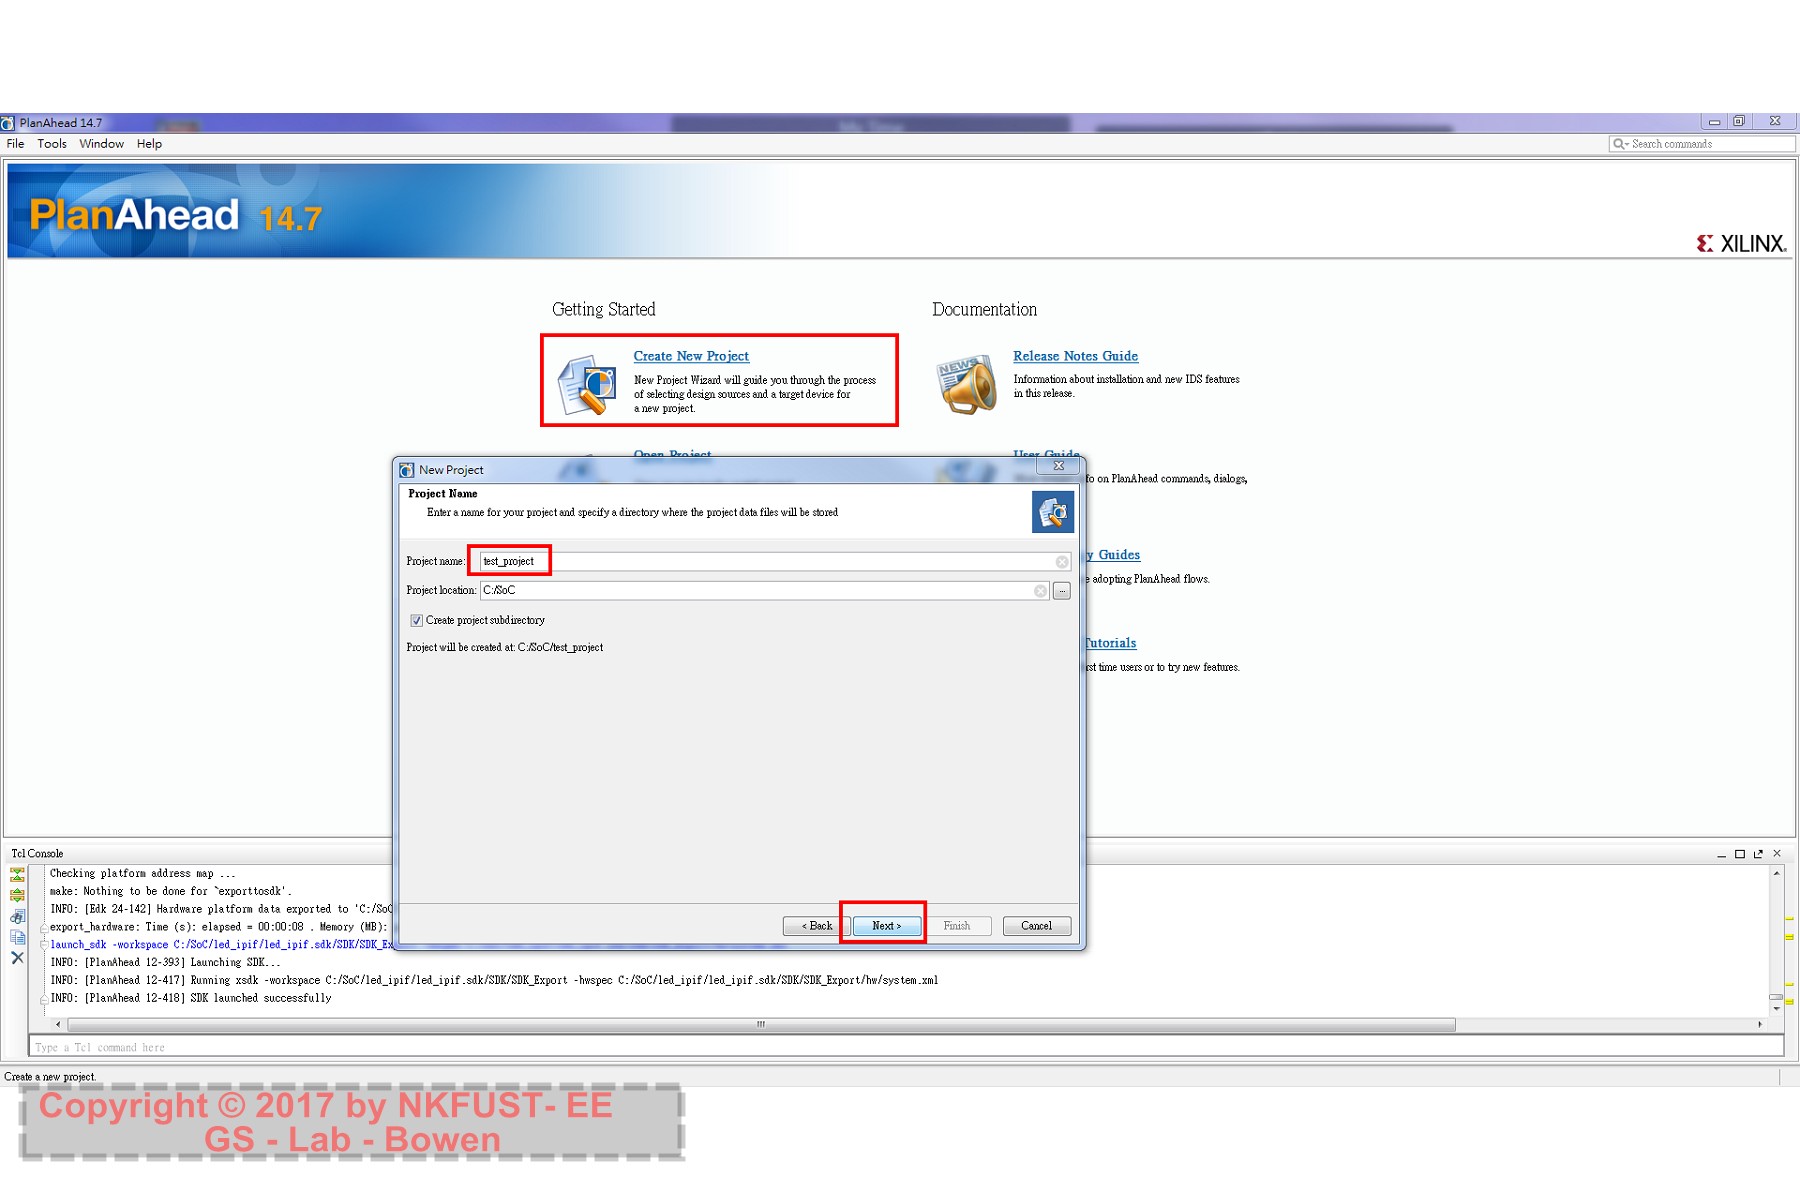 PlanAhead 14.7
File Tools Window Help
Search commands
PlanAhead 14.7
XILINX.
Getting Started
Documentation
Create New Project
New Project Wizard will guide you through the process
of selecting design sources and a target device for
a new project.
Release Notes Guide
Information about installation and new IDS features
in this release.
Open Project
User Guide
fo on PlanAhead commands, dialogs,
y Guides
e adopting PlanAhead flows.
Tutorials
rst time users or to try new features.
New Project
Project Name
Enter a name for your project and specify a directory where the project data files will be stored
Project name: test_project
Project location: C:/SoC
...
Create project subdirectory
Project will be created at: C:/SoC/test_project
< Back
Next >
Finish
Cancel
Tcl Console
Checking platform address map ...
make: Nothing to be done for `exporttosdk'.
INFO: [Edk 24-142] Hardware platform data exported to 'C:/SoC
export_hardware: Time (s): elapsed = 00:00:08 . Memory (MB):
launch_sdk -workspace C:/SoC/led_ipif/led_ipif.sdk/SDK/SDK_Ex
INFO: [PlanAhead 12-393] Launching SDK...
INFO: [PlanAhead 12-417] Running xsdk -workspace C:/SoC/led_ipif/led_ipif.sdk/SDK/SDK_Export -hwspec C:/SoC/led_ipif/led_ipif.sdk/SDK/SDK_Export/hw/system.xml
INFO: [PlanAhead 12-418] SDK launched successfully
Type a Tcl command here
Create a new project.
Copyright © 2017 by NKFUST- EE
GS - Lab - Bowen